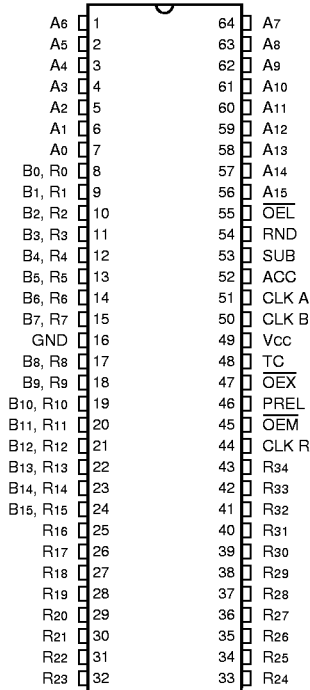 A6 1 64 A7
A5 2 63 A8
A4 3 62 A9
A3 4 61 A10
A2 5 60 A11
A1 6 59 A12
A0 7 58 A13
B0, R0 8 57 A14
B1, R1 9 56 A15
B2, R2 10 55 OEL
B3, R3 11 54 RND
B4, R4 12 53 SUB
B5, R5 13 52 ACC
B6, R6 14 51 CLK A
B7, R7 15 50 CLK B
GND 16 49 VCC
B8, R8 17 48 TC
B9, R9 18 47 OEX
B10, R10 19 46 PREL
B11, R11 20 45 OEM
B12, R12 21 44 CLK R
B13, R13 22 43 R34
B14, R14 23 42 R33
B15, R15 24 41 R32
R16 25 40 R31
R17 26 39 R30
R18 27 38 R29
R19 28 37 R28
R20 29 36 R27
R21 30 35 R26
R22 31 34 R25
R23 32 33 R24